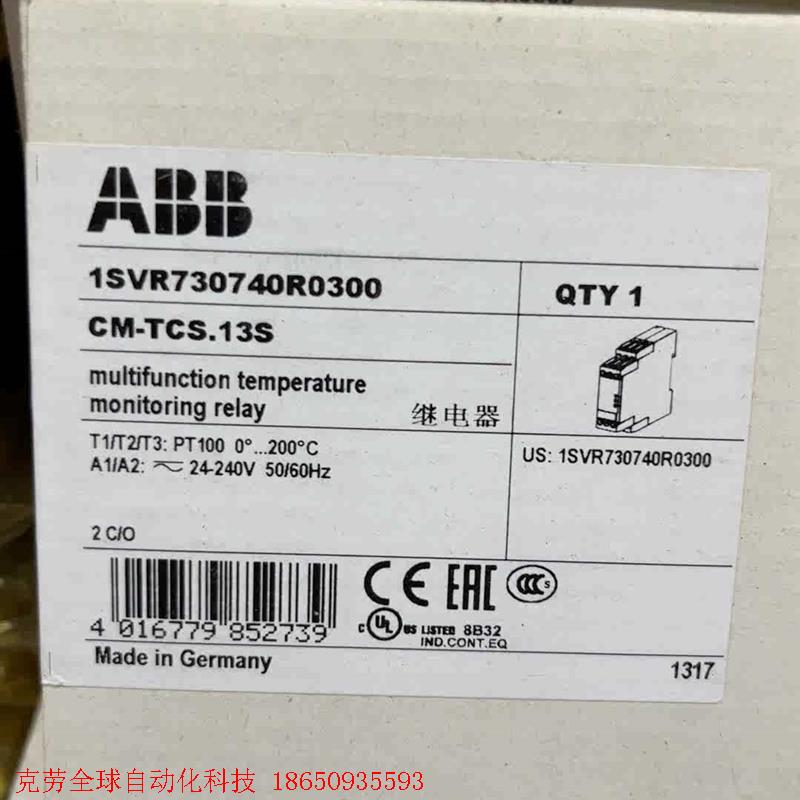 ABB
1SVR730740R0300
QTY 1
CM-TCS.13S
multifunction temperature
monitoring relay
继电器
T1/T2/T3: PT100 0°...200°C
A1/A2: 24-240V 50/60Hz
US: 1SVR730740R0300
2 C/O
CE EAC CCC S
4 016779 852739
C UL US LISTED 8B32
IND.CONT.EQ
Made in Germany
1317
克劳全球自动化科技 18650935593